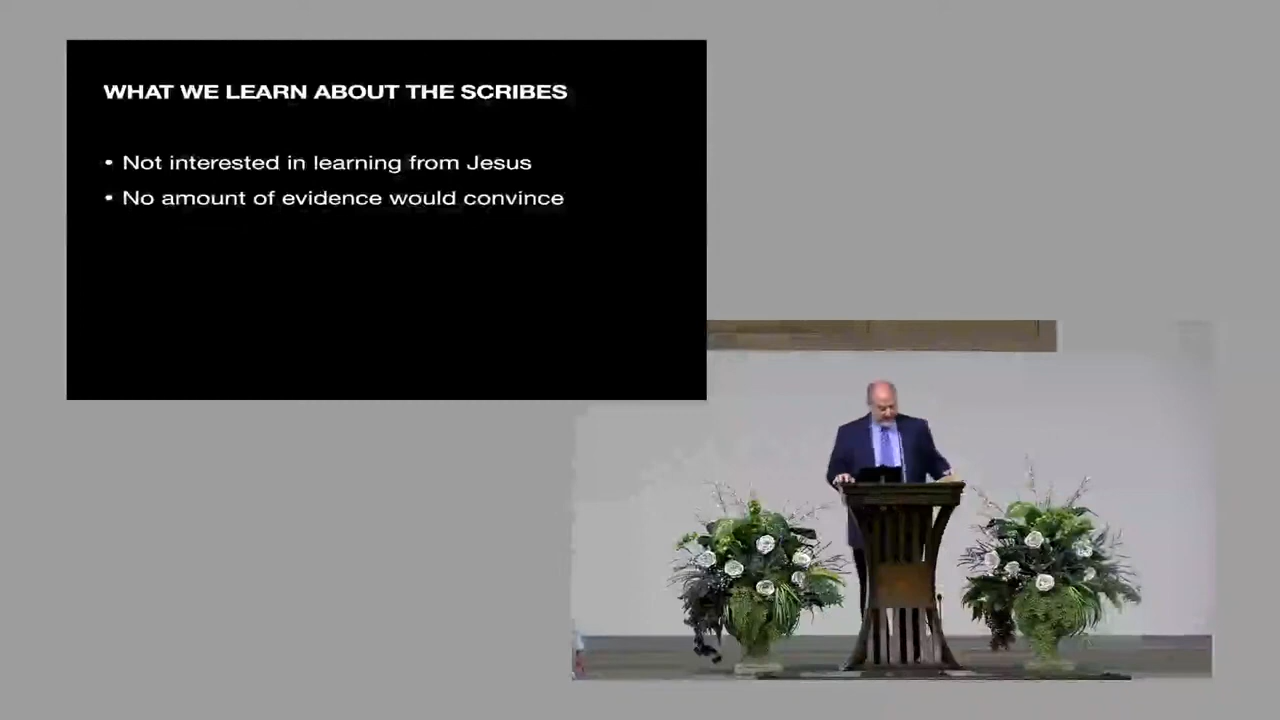 WHAT WE LEARN ABOUT THE SCRIBES
• Not interested in learning from Jesus
• No amount of evidence would convince